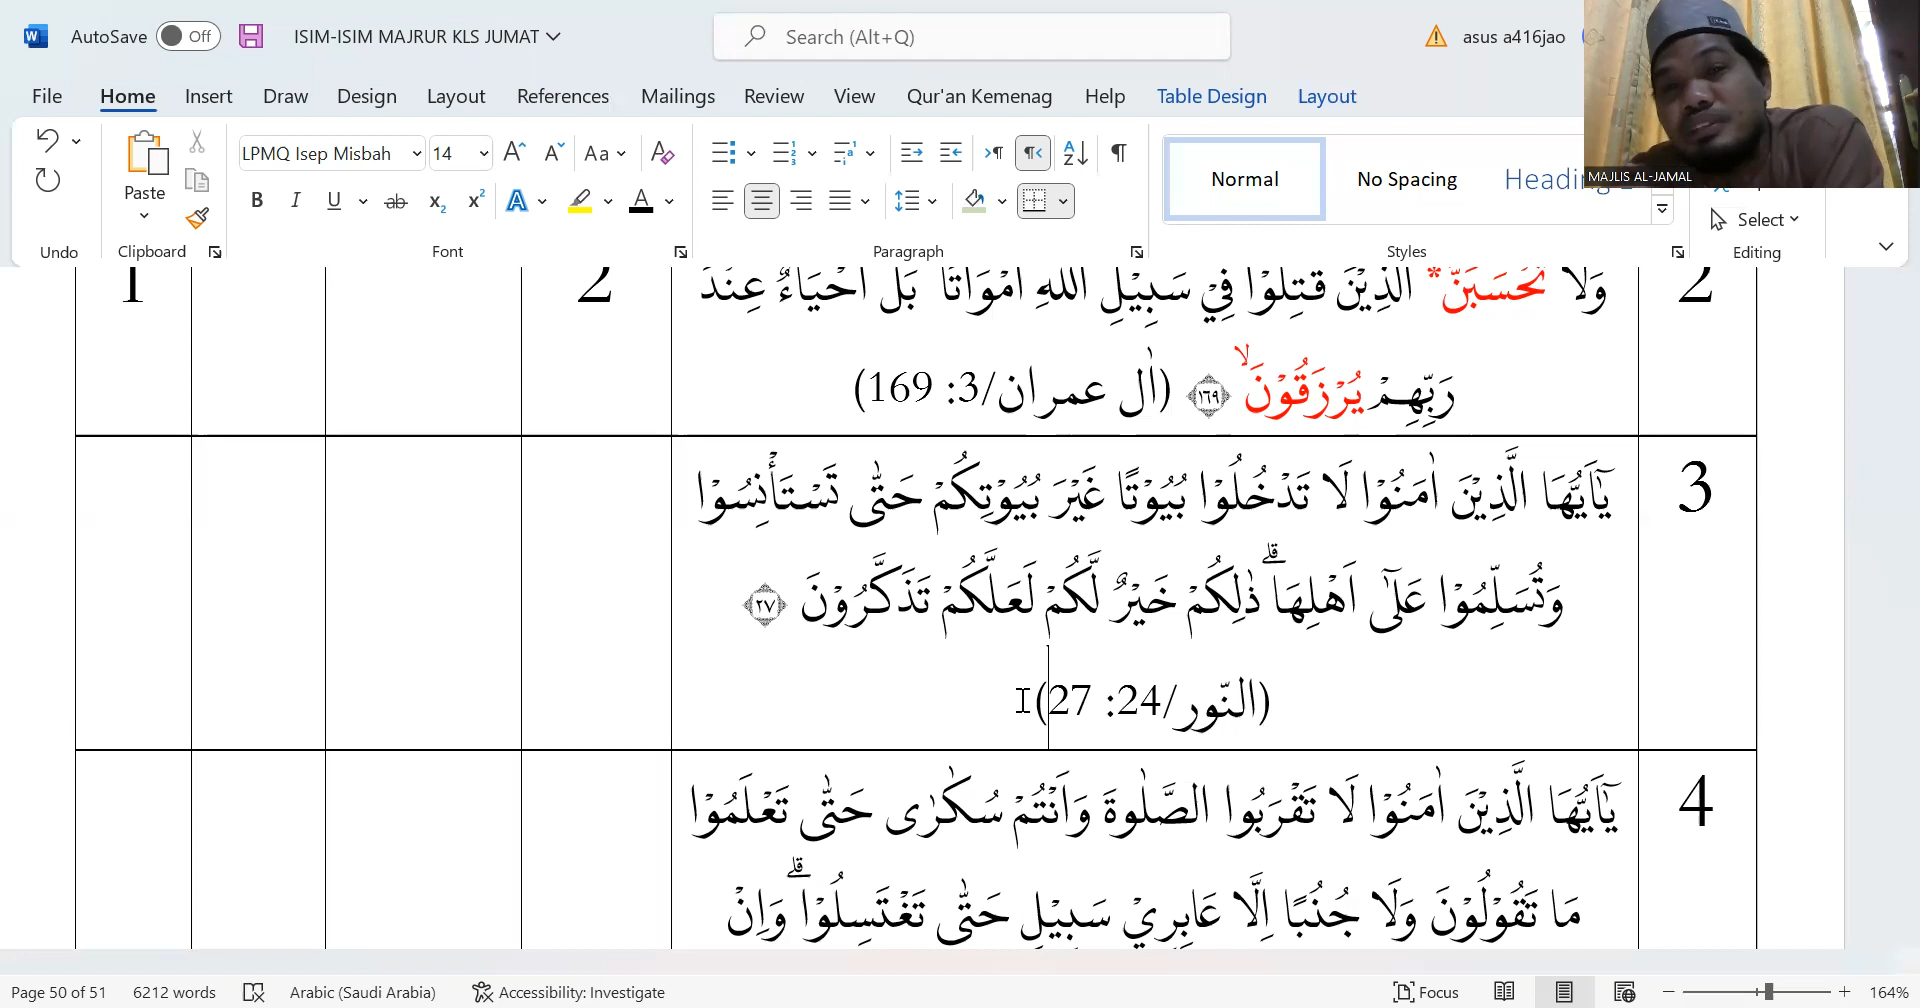 AutoSave Off ISIM-ISIM MAJRUR KLS JUMAT Search (Alt+Q) asus a416jao
File Home Insert Draw Design Layout References Mailings Review View Qur'an Kemenag Help Table Design Layout
MAJLIS AL-JAMAL
LPMQ Isep Misbah 14
Paste
Normal No Spacing Heading
Select
Undo Clipboard Font Paragraph Styles Editing
2 وَلَا تَحْسَبَنَّ* الَّذِيْنَ قُتِلُوْا فِيْ سَبِيْلِ اللّٰهِ اَمْوَاتًا بَلْ اَحْيَاۤءٌ عِنْدَ 2 1
رَبِّهِمْ يُرْزَقُوْنَۙ ١٦٩ (اٰل عمران/3: 169)
3 يٰٓاَيُّهَا الَّذِيْنَ اٰمَنُوْا لَا تَدْخُلُوْا بُيُوْتًا غَيْرَ بُيُوْتِكُمْ حَتّٰى تَسْتَأْنِسُوْا
وَتُسَلِّمُوْا عَلٰٓى اَهْلِهَاۗ ذٰلِكُمْ خَيْرٌ لَّكُمْ لَعَلَّكُمْ تَذَكَّرُوْنَ ٢٧
(النّور/24: 27)
4 يٰٓاَيُّهَا الَّذِيْنَ اٰمَنُوْا لَا تَقْرَبُوا الصَّلٰوةَ وَاَنْتُمْ سُكَارٰى حَتّٰى تَعْلَمُوْا
مَا تَقُوْلُوْنَ وَلَا جُنُبًا اِلَّا عَابِرِيْ سَبِيْلٍ حَتّٰى تَغْتَسِلُوْاۗ وَاِنْ
Page 50 of 51 6212 words Arabic (Saudi Arabia) Accessibility: Investigate Focus 164%